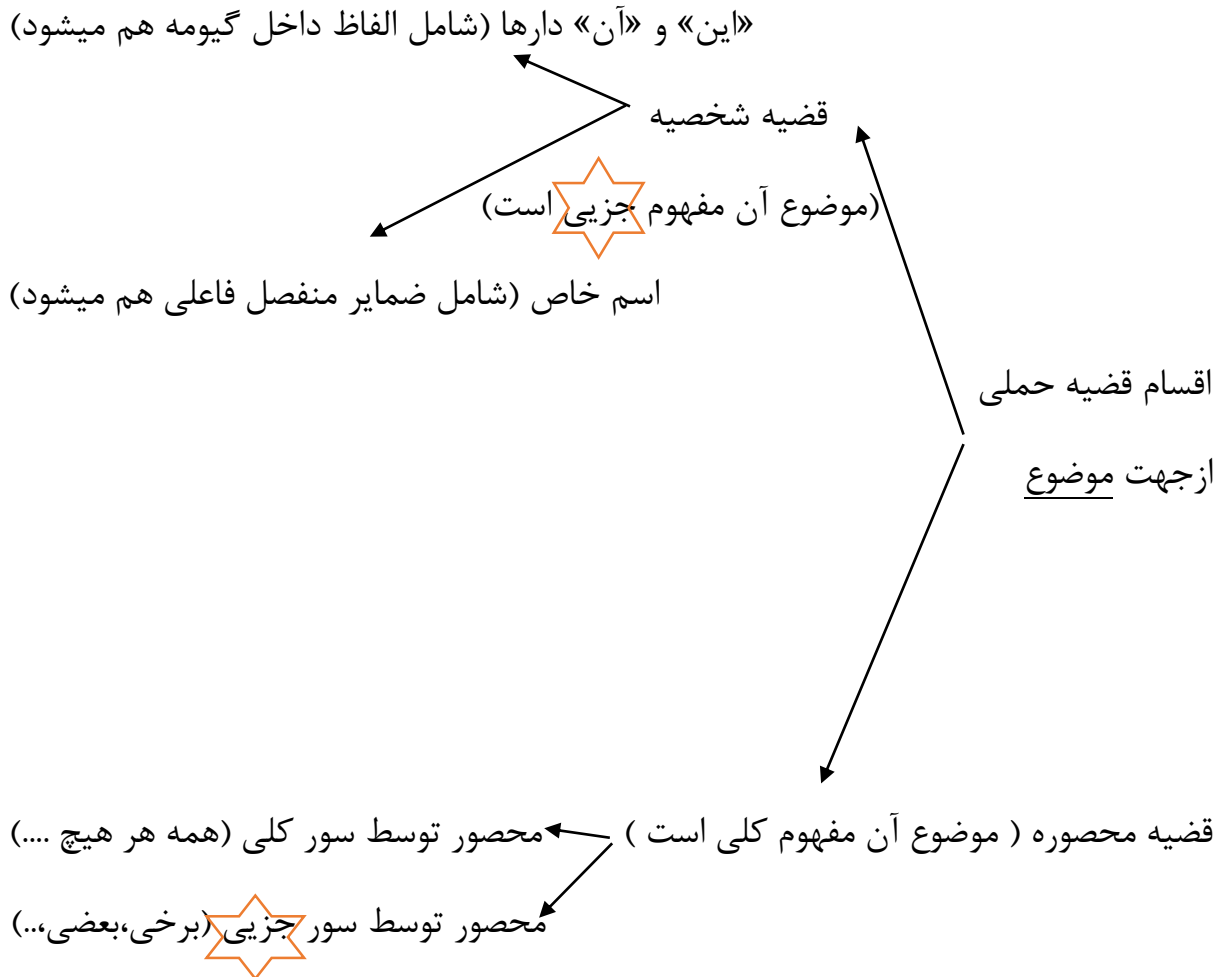 «این» و «آن» دارها (شامل الفاظ داخل گیومه هم میشود)
قضیه شخصیه
(موضوع آن مفهوم جزیی است)
اسم خاص (شامل ضمایر منفصل فاعلی هم میشود)
اقسام قضیه حملی
ازجهت موضوع
قضیه محصوره ( موضوع آن مفهوم کلی است ) محصور توسط سور کلی (همه هر هیچ ....)
محصور توسط سور جزیی (برخی،بعضی،..)